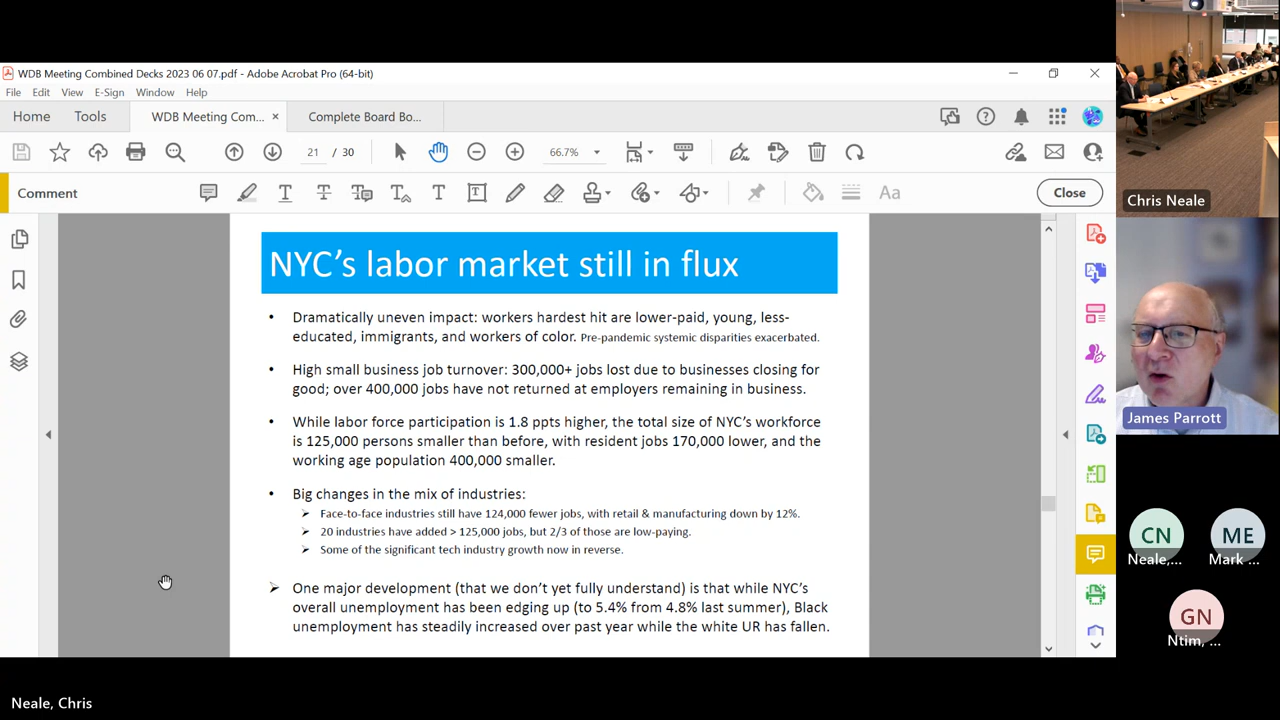 WDB Meeting Combined Decks 2023 06 07.pdf - Adobe Acrobat Pro (64-bit)
File Edit View E-Sign Window Help
Home Tools WDB Meeting Com... × Complete Board Bo...
21 / 30 66.7%
Comment Aa Close
NYC’s labor market still in flux
• Dramatically uneven impact: workers hardest hit are lower-paid, young, less-
educated, immigrants, and workers of color. Pre-pandemic systemic disparities exacerbated.
• High small business job turnover: 300,000+ jobs lost due to businesses closing for
good; over 400,000 jobs have not returned at employers remaining in business.
• While labor force participation is 1.8 ppts higher, the total size of NYC’s workforce
is 125,000 persons smaller than before, with resident jobs 170,000 lower, and the
working age population 400,000 smaller.
• Big changes in the mix of industries:
➢ Face-to-face industries still have 124,000 fewer jobs, with retail & manufacturing down by 12%.
➢ 20 industries have added > 125,000 jobs, but 2/3 of those are low-paying.
➢ Some of the significant tech industry growth now in reverse.
➢ One major development (that we don’t yet fully understand) is that while NYC’s
overall unemployment has been edging up (to 5.4% from 4.8% last summer), Black
unemployment has steadily increased over past year while the white UR has fallen.
Chris Neale
James Parrott
CN ME
Neale,... Mark ...
GN
Ntim, ...
Neale, Chris